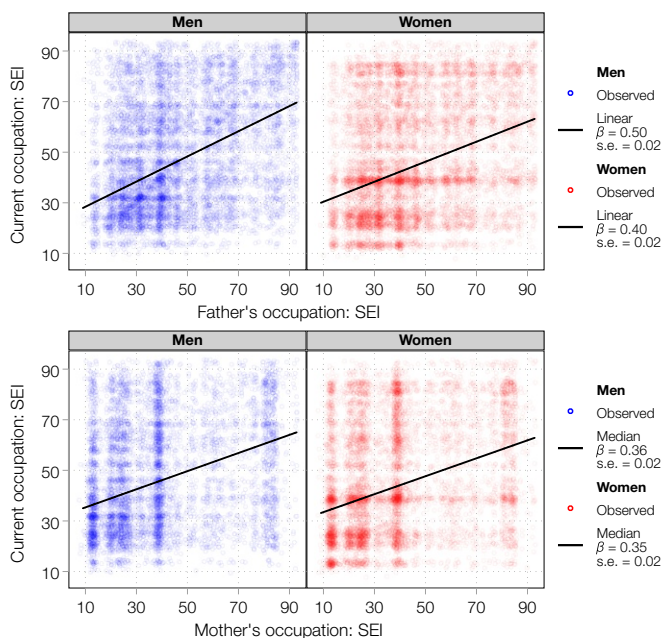 Men
Women
Current occupation: SEI
90
70
50
30
10
10 30 50 70 90 10 30 50 70 90
Father's occupation: SEI
Men
Observed
Linear
β = 0.50
s.e. = 0.02
Women
Observed
Linear
β = 0.40
s.e. = 0.02
Men
Women
Current occupation: SEI
90
70
50
30
10
10 30 50 70 90 10 30 50 70 90
Mother's occupation: SEI
Men
Observed
Median
β = 0.36
s.e. = 0.02
Women
Observed
Median
β = 0.35
s.e. = 0.02